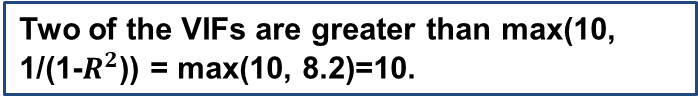 Two of the VIFs are greater than max(10,
1/(1-R²)) = max(10, 8.2)=10.